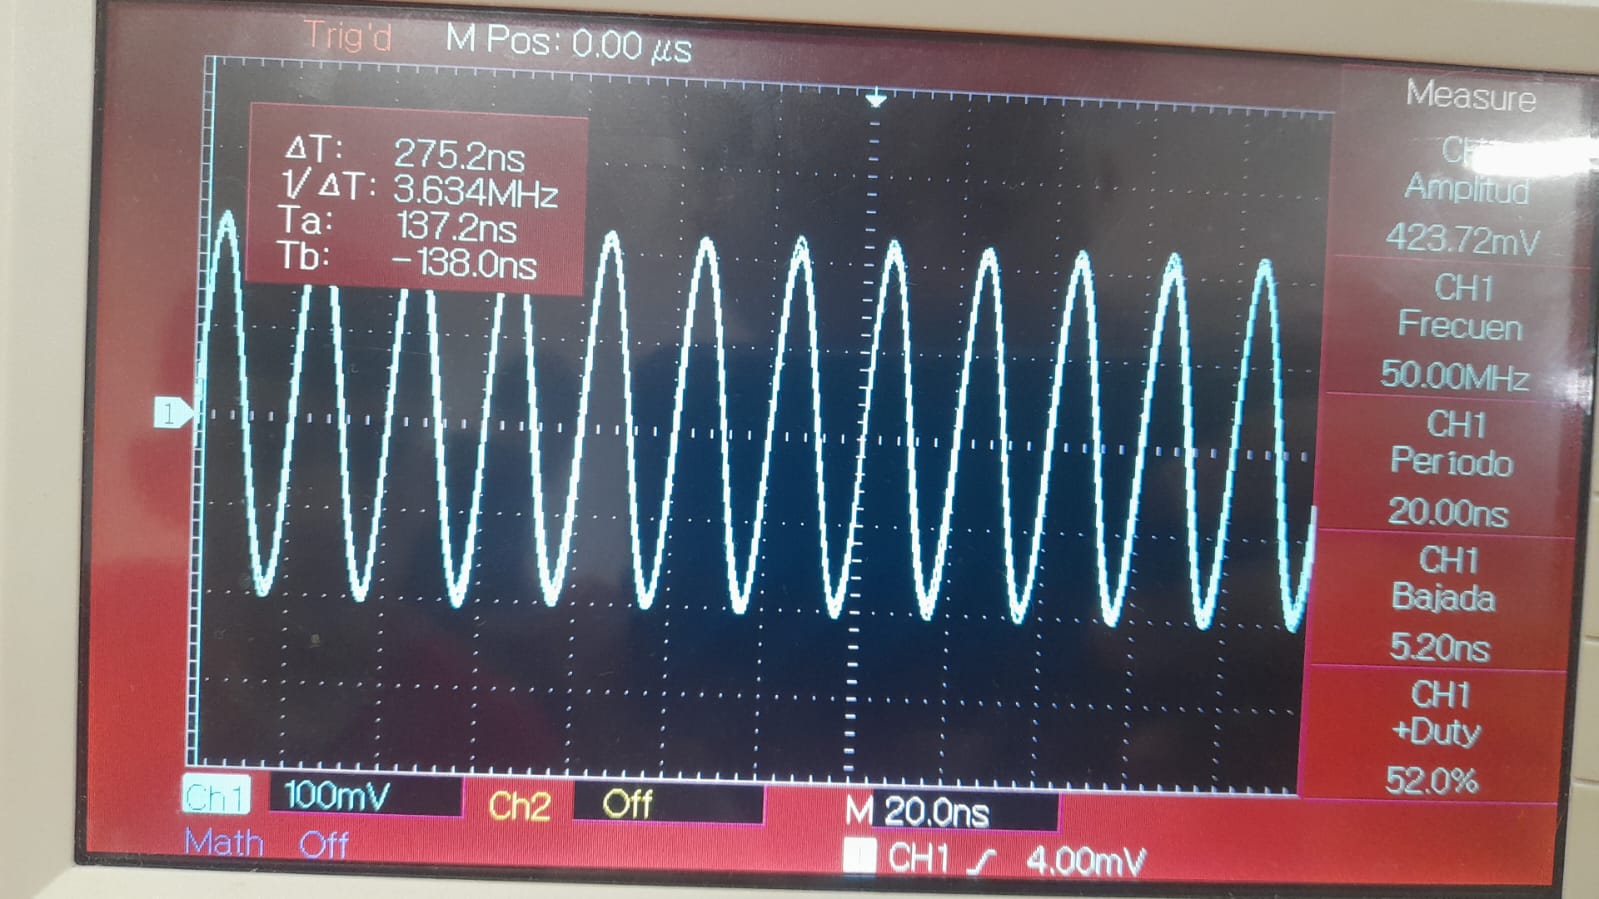 Trig'd M Pos: 0.00 µs
ΔT: 275.2ns
1/ΔT: 3.634MHz
Ta: 137.2ns
Tb: -138.0ns
1
Measure
Amplitud
423.72mV
CH1
Frecuen
50.00MHz
CH1
Periodo
20.00ns
CH1
Bajada
5.20ns
CH1
+Duty
52.0%
Ch1 100mV Ch2 Off M 20.0ns
Math Off CH1 4.00mV